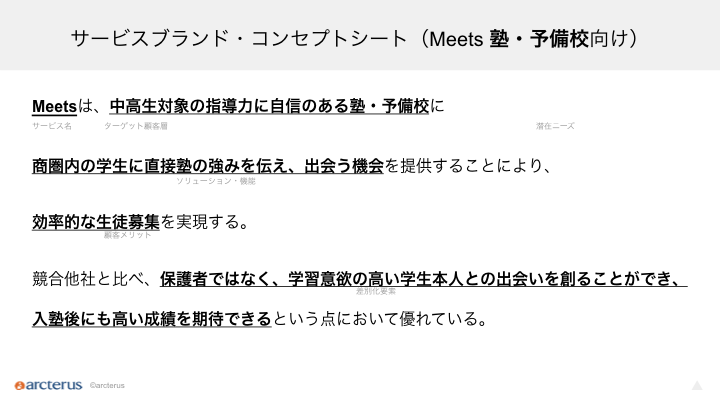 サービスブランド・コンセプトシート（Meets 塾・予備校向け）
Meetsは、中高生対象の指導力に自信のある塾・予備校に
サービス名 ターゲット顧客層 潜在ニーズ
商圏内の学生に直接塾の強みを伝え、出会う機会を提供することにより、
ソリューション・機能
効率的な生徒募集を実現する。
顧客メリット
競合他社と比べ、保護者ではなく、学習意欲の高い学生本人との出会いを創ることができ、
差別化要素
入塾後にも高い成績を期待できるという点において優れている。
arcterus ©arcterus